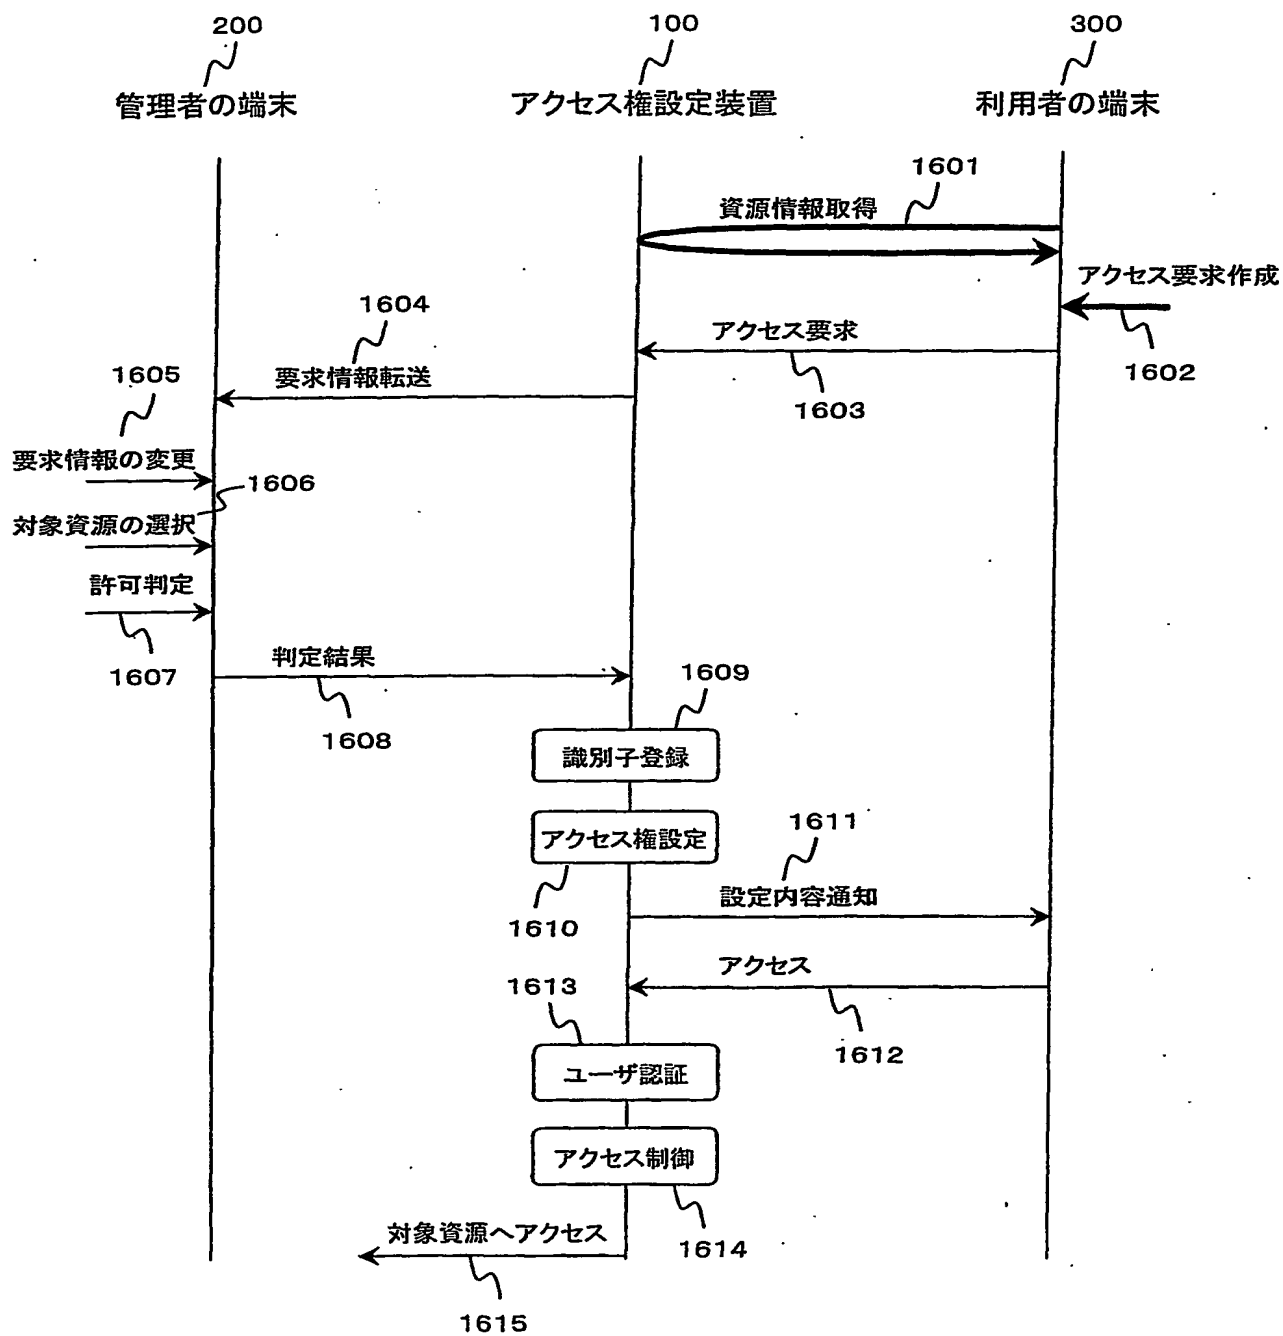 200
100
300
管理者の端末
アクセス権設定装置
利用者の端末
1601
資源情報取得
アクセス要求作成
1602
1604
アクセス要求
1603
要求情報転送
1605
要求情報の変更
1606
対象資源の選択
許可判定
1607
判定結果
1608
1609
識別子登録
アクセス権設定
1610
1611
設定内容通知
アクセス
1612
1613
ユーザ認証
アクセス制御
1614
対象資源へアクセス
1615